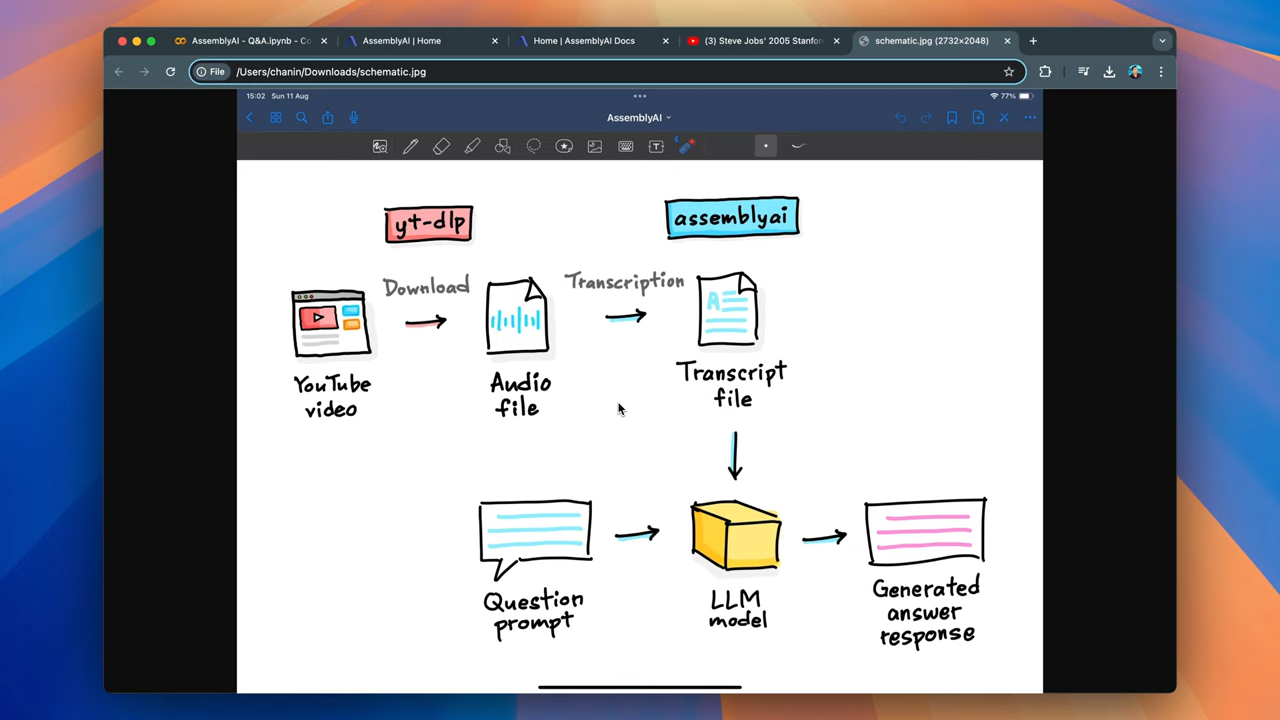 AssemblyAI - Q&A.ipynb - Co
AssemblyAI | Home
Home | AssemblyAI Docs
(3) Steve Jobs' 2005 Stanfor
schematic.jpg (2732×2048)
File
/Users/chanin/Downloads/schematic.jpg
15:02 Sun 11 Aug
77%
AssemblyAI
yt-dlp
assemblyai
Download
Transcription
YouTube
video
Audio
file
Transcript
file
Question
prompt
LLM
model
Generated
answer
response